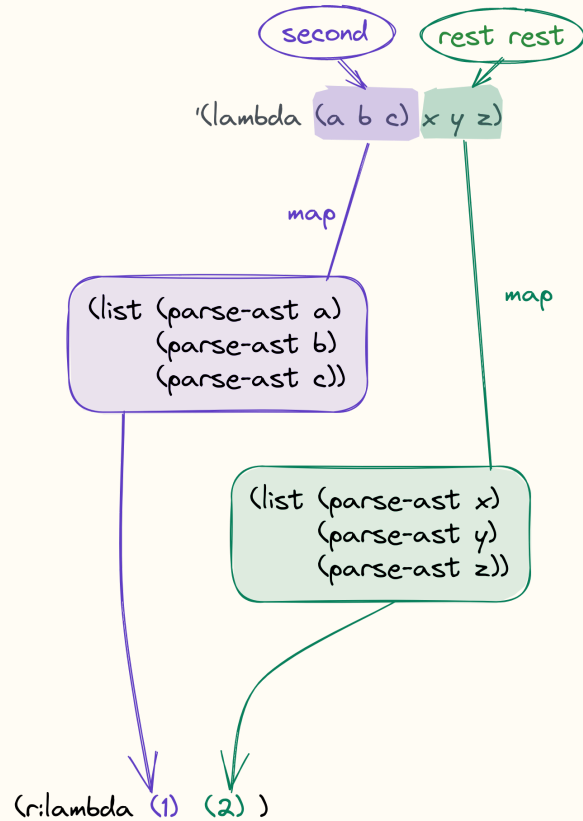 second
rest rest
'(lambda (a b c) x y z)
map
map
(list (parse-ast a)
(parse-ast b)
(parse-ast c))
(list (parse-ast x)
(parse-ast y)
(parse-ast z))
(r:lambda (1) (2) )